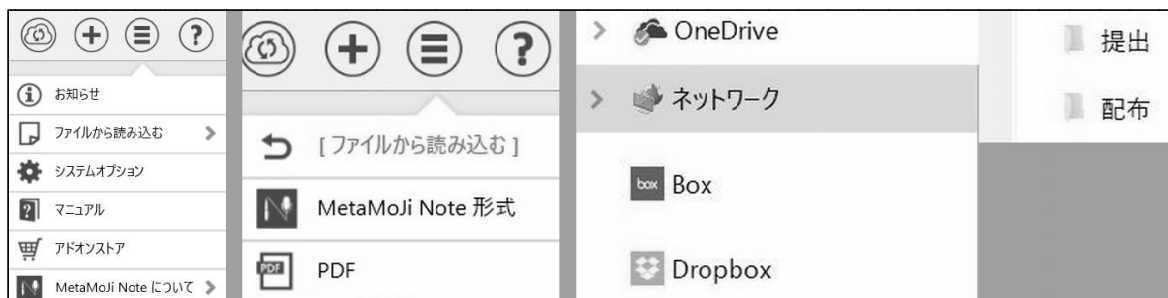 お知らせ
ファイルから読み込む
システムオプション
マニュアル
アドオンストア
MetaMoJi Note について
[ ファイルから読み込む ]
MetaMoJi Note 形式
PDF
PDF
OneDrive
ネットワーク
box
Box
Dropbox
提出
配布